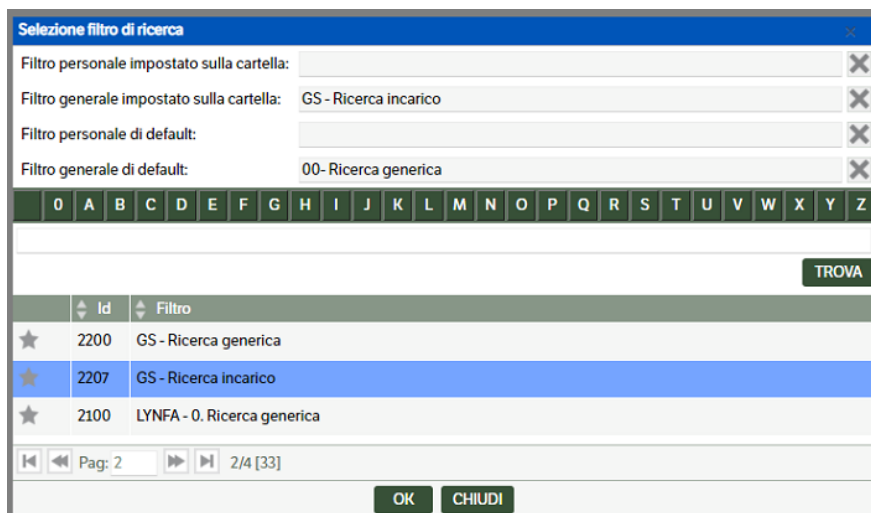 Selezione filtro di ricerca
Filtro personale impostato sulla cartella:
Filtro generale impostato sulla cartella: GS - Ricerca incarico
Filtro personale di default:
Filtro generale di default: 00- Ricerca generica
0 A B C D E F G H I J K L M N O P Q R S T U V W X Y Z
TROVA
Id Filtro
2200 GS - Ricerca generica
2207 GS - Ricerca incarico
2100 LYNFA - 0. Ricerca generica
Pag: 2 2/4 [33]
OK CHIUDI